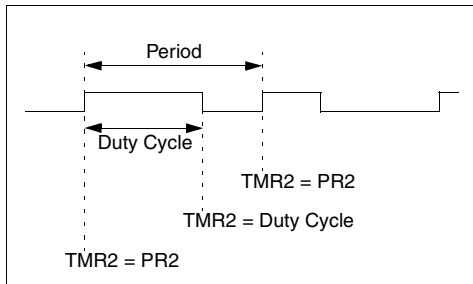 Period
Duty Cycle
TMR2 = PR2
TMR2 = Duty Cycle
TMR2 = PR2